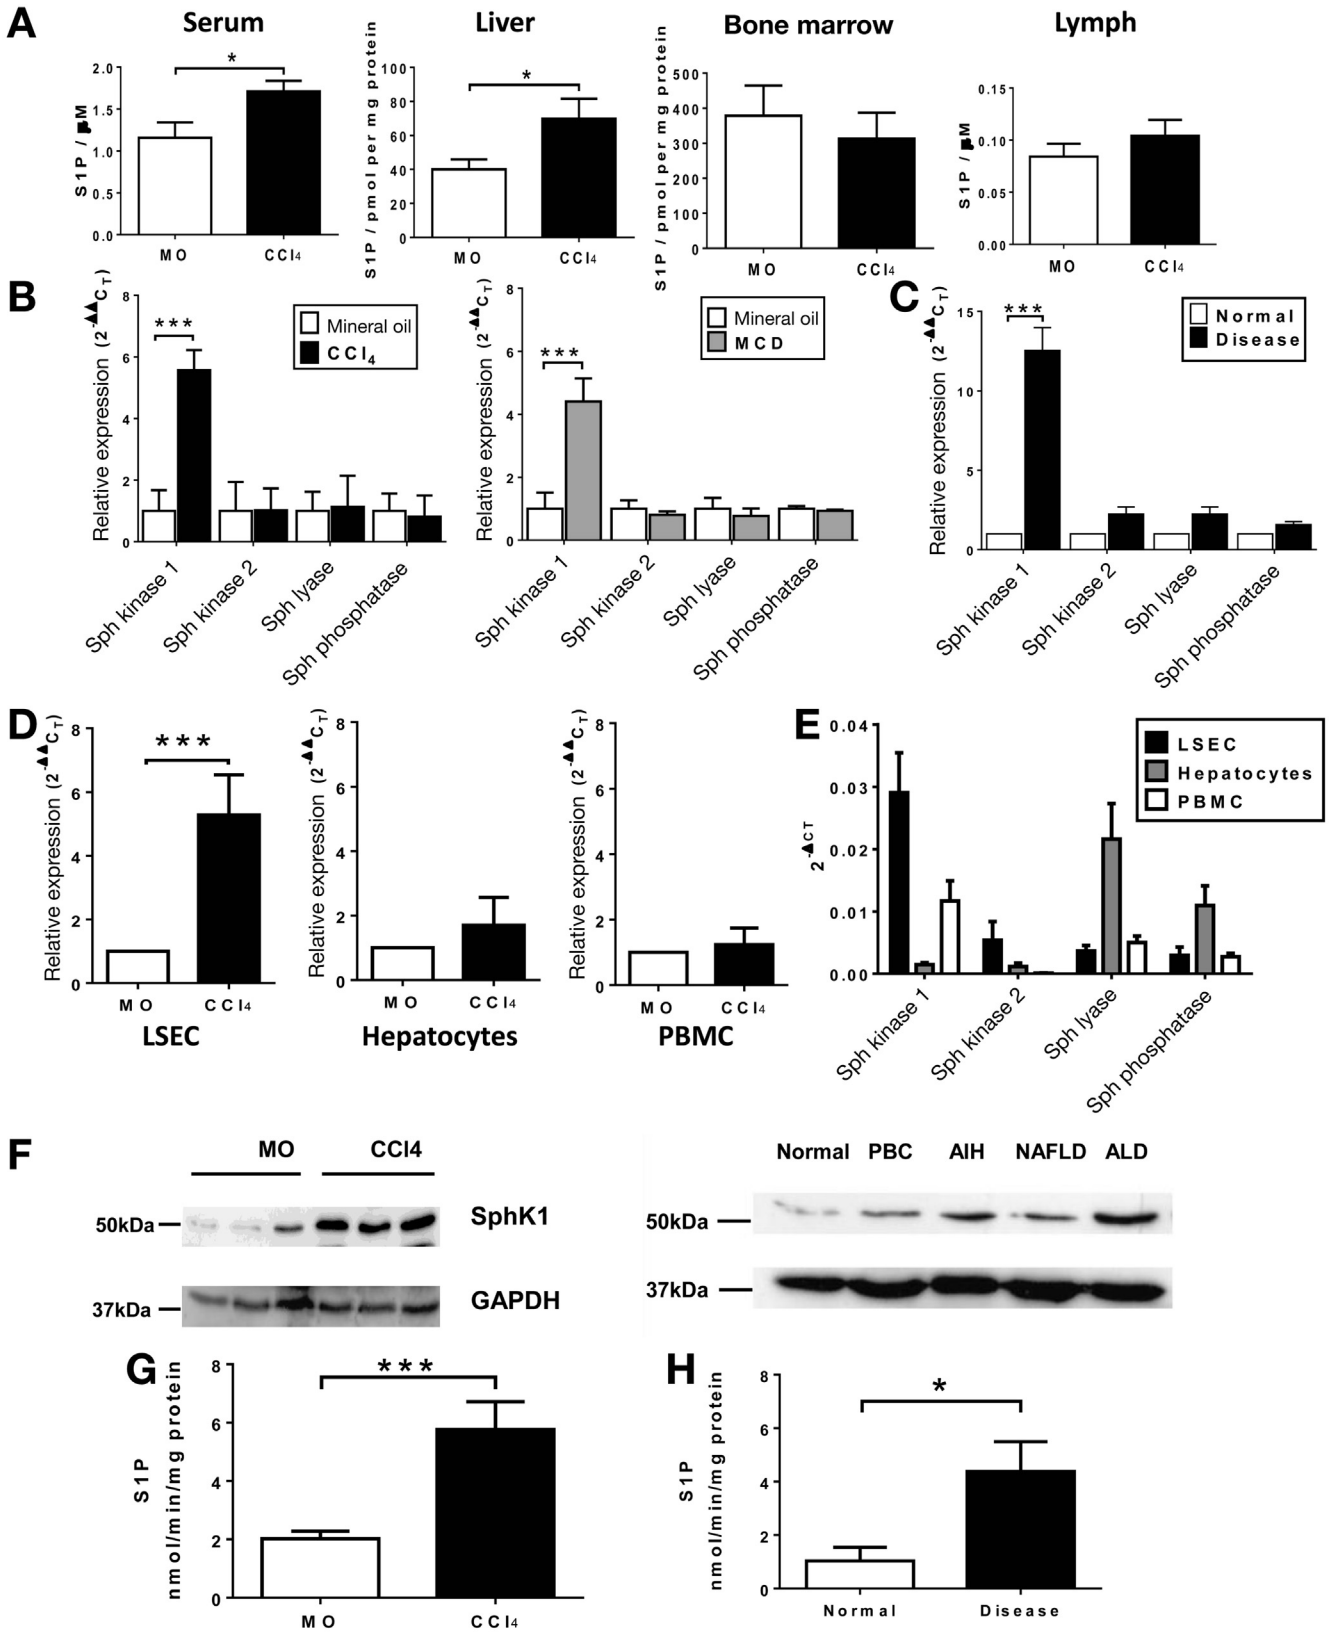 A
Serum
Liver
Bone marrow
Lymph
S1P / μM
2.0
1.5
1.0
0.5
0.0
*
MO
CCl4
S1P / pmol per mg protein
100
80
60
40
20
0
*
MO
CCl4
S1P / pmol per mg protein
500
400
300
200
100
0
MO
CCl4
S1P / μM
0.15
0.10
0.05
0.00
MO
CCl4
B
Relative expression (2-▲▲CT)
8
6
4
2
0
***
Mineral oil
CCl4
Sph kinase 1
Sph kinase 2
Sph lyase
Sph phosphatase
Relative expression (2-▲▲CT)
8
6
4
2
0
***
Mineral oil
MCD
Sph kinase 1
Sph kinase 2
Sph lyase
Sph phosphatase
C
Relative expression (2-▲▲CT)
15
10
5
0
***
Normal
Disease
Sph kinase 1
Sph kinase 2
Sph lyase
Sph phosphatase
D
Relative expression (2-▲▲CT)
8
6
4
2
0
***
MO
CCl4
LSEC
Relative expression (2-▲▲CT)
8
6
4
2
0
MO
CCl4
Hepatocytes
Relative expression (2-▲▲CT)
8
6
4
2
0
MO
CCl4
PBMC
E
2-▲CT
0.04
0.03
0.02
0.01
0.00
LSEC
Hepatocytes
PBMC
Sph kinase 1
Sph kinase 2
Sph lyase
Sph phosphatase
F
MO
CCl4
50kDa
SphK1
37kDa
GAPDH
Normal PBC AIH NAFLD ALD
50kDa
37kDa
G
S1P
nmol/min/mg protein
8
6
4
2
0
***
MO
CCl4
H
S1P
nmol/min/mg protein
8
6
4
2
0
*
Normal
Disease